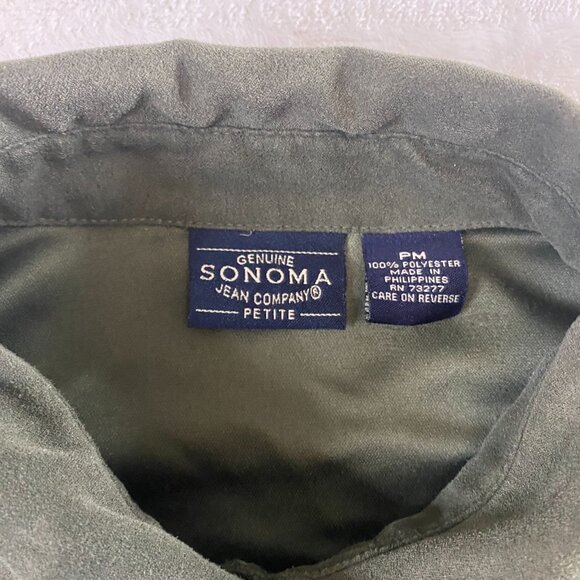 GENUINE
SONOMA
JEAN COMPANY®
PETITE
PM
100% POLYESTER
MADE IN
PHILIPPINES
RN 73277
CARE ON REVERSE